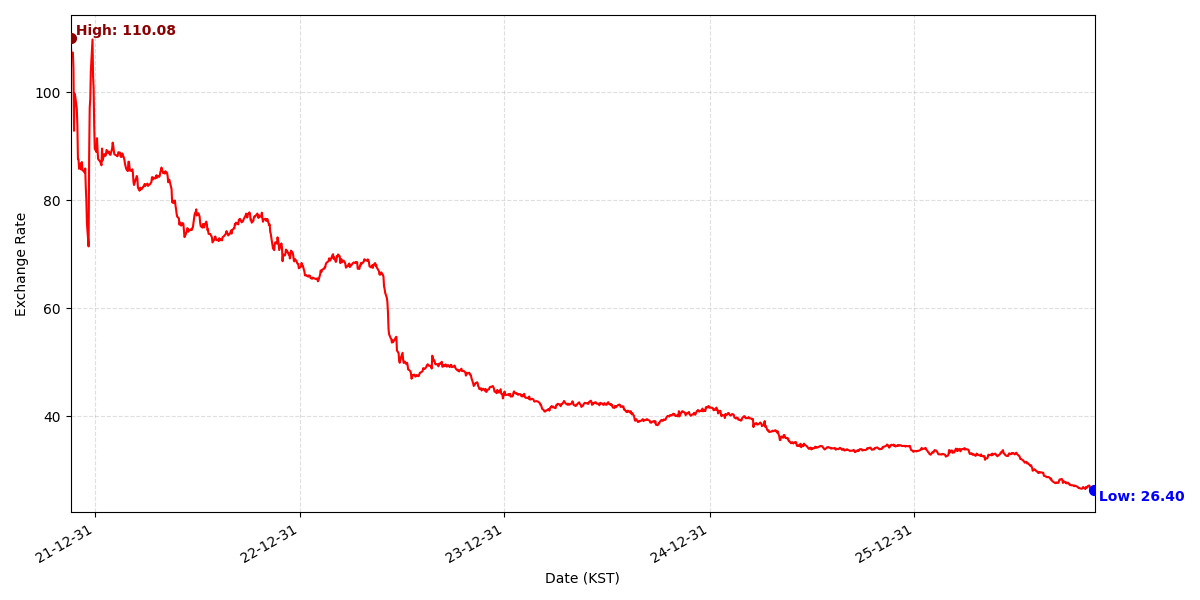 High: 110.08
100
80
60
40
Exchange Rate
Low: 26.40
21-12-31
22-12-31
23-12-31
24-12-31
25-12-31
Date (KST)